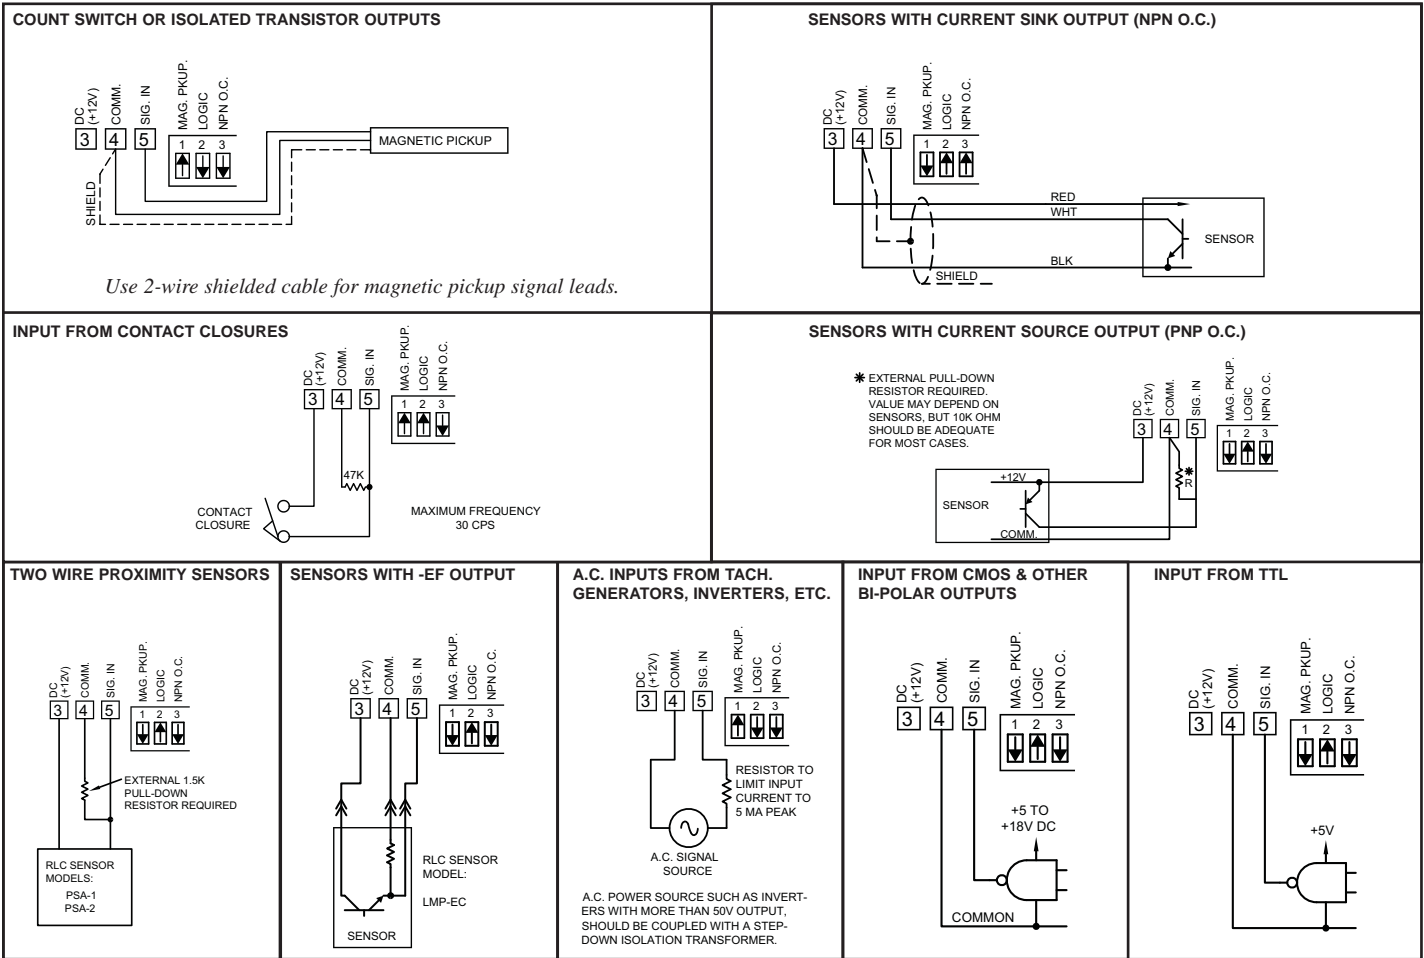 COUNT SWITCH OR ISOLATED TRANSISTOR OUTPUTS
DC (+12V)
COMM.
SIG. IN
MAG. PKUP.
LOGIC
NPN O.C.
3 4 5
1 2 3
MAGNETIC PICKUP
SHIELD
Use 2-wire shielded cable for magnetic pickup signal leads.
SENSORS WITH CURRENT SINK OUTPUT (NPN O.C.)
DC (+12V)
COMM.
SIG. IN
MAG. PKUP.
LOGIC
NPN O.C.
3 4 5
1 2 3
RED
WHT
SENSOR
BLK
SHIELD
INPUT FROM CONTACT CLOSURES
DC (+12V)
COMM.
SIG. IN
MAG. PKUP.
LOGIC
NPN O.C.
3 4 5
1 2 3
47K
CONTACT
CLOSURE
MAXIMUM FREQUENCY
30 CPS
SENSORS WITH CURRENT SOURCE OUTPUT (PNP O.C.)
* EXTERNAL PULL-DOWN
RESISTOR REQUIRED.
VALUE MAY DEPEND ON
SENSORS, BUT 10K OHM
SHOULD BE ADEQUATE
FOR MOST CASES.
DC (+12V)
COMM.
SIG. IN
MAG. PKUP.
LOGIC
NPN O.C.
3 4 5
1 2 3
*
R
+12V
SENSOR
COMM.
TWO WIRE PROXIMITY SENSORS
DC (+12V)
COMM.
SIG. IN
MAG. PKUP.
LOGIC
NPN O.C.
3 4 5
1 2 3
EXTERNAL 1.5K
PULL-DOWN
RESISTOR REQUIRED
RLC SENSOR
MODELS:
PSA-1
PSA-2
SENSORS WITH -EF OUTPUT
DC (+12V)
COMM.
SIG. IN
MAG. PKUP.
LOGIC
NPN O.C.
3 4 5
1 2 3
RLC SENSOR
MODEL:
LMP-EC
SENSOR
A.C. INPUTS FROM TACH.
GENERATORS, INVERTERS, ETC.
DC (+12V)
COMM.
SIG. IN
MAG. PKUP.
LOGIC
NPN O.C.
3 4 5
1 2 3
RESISTOR TO
LIMIT INPUT
CURRENT TO
5 MA PEAK
A.C. SIGNAL
SOURCE
A.C. POWER SOURCE SUCH AS INVERT-
ERS WITH MORE THAN 50V OUTPUT,
SHOULD BE COUPLED WITH A STEP-
DOWN ISOLATION TRANSFORMER.
INPUT FROM CMOS & OTHER
BI-POLAR OUTPUTS
DC (+12V)
COMM.
SIG. IN
MAG. PKUP.
LOGIC
NPN O.C.
3 4 5
1 2 3
+5 TO
+18V DC
COMMON
INPUT FROM TTL
DC (+12V)
COMM.
SIG. IN
MAG. PKUP.
LOGIC
NPN O.C.
3 4 5
1 2 3
+5V